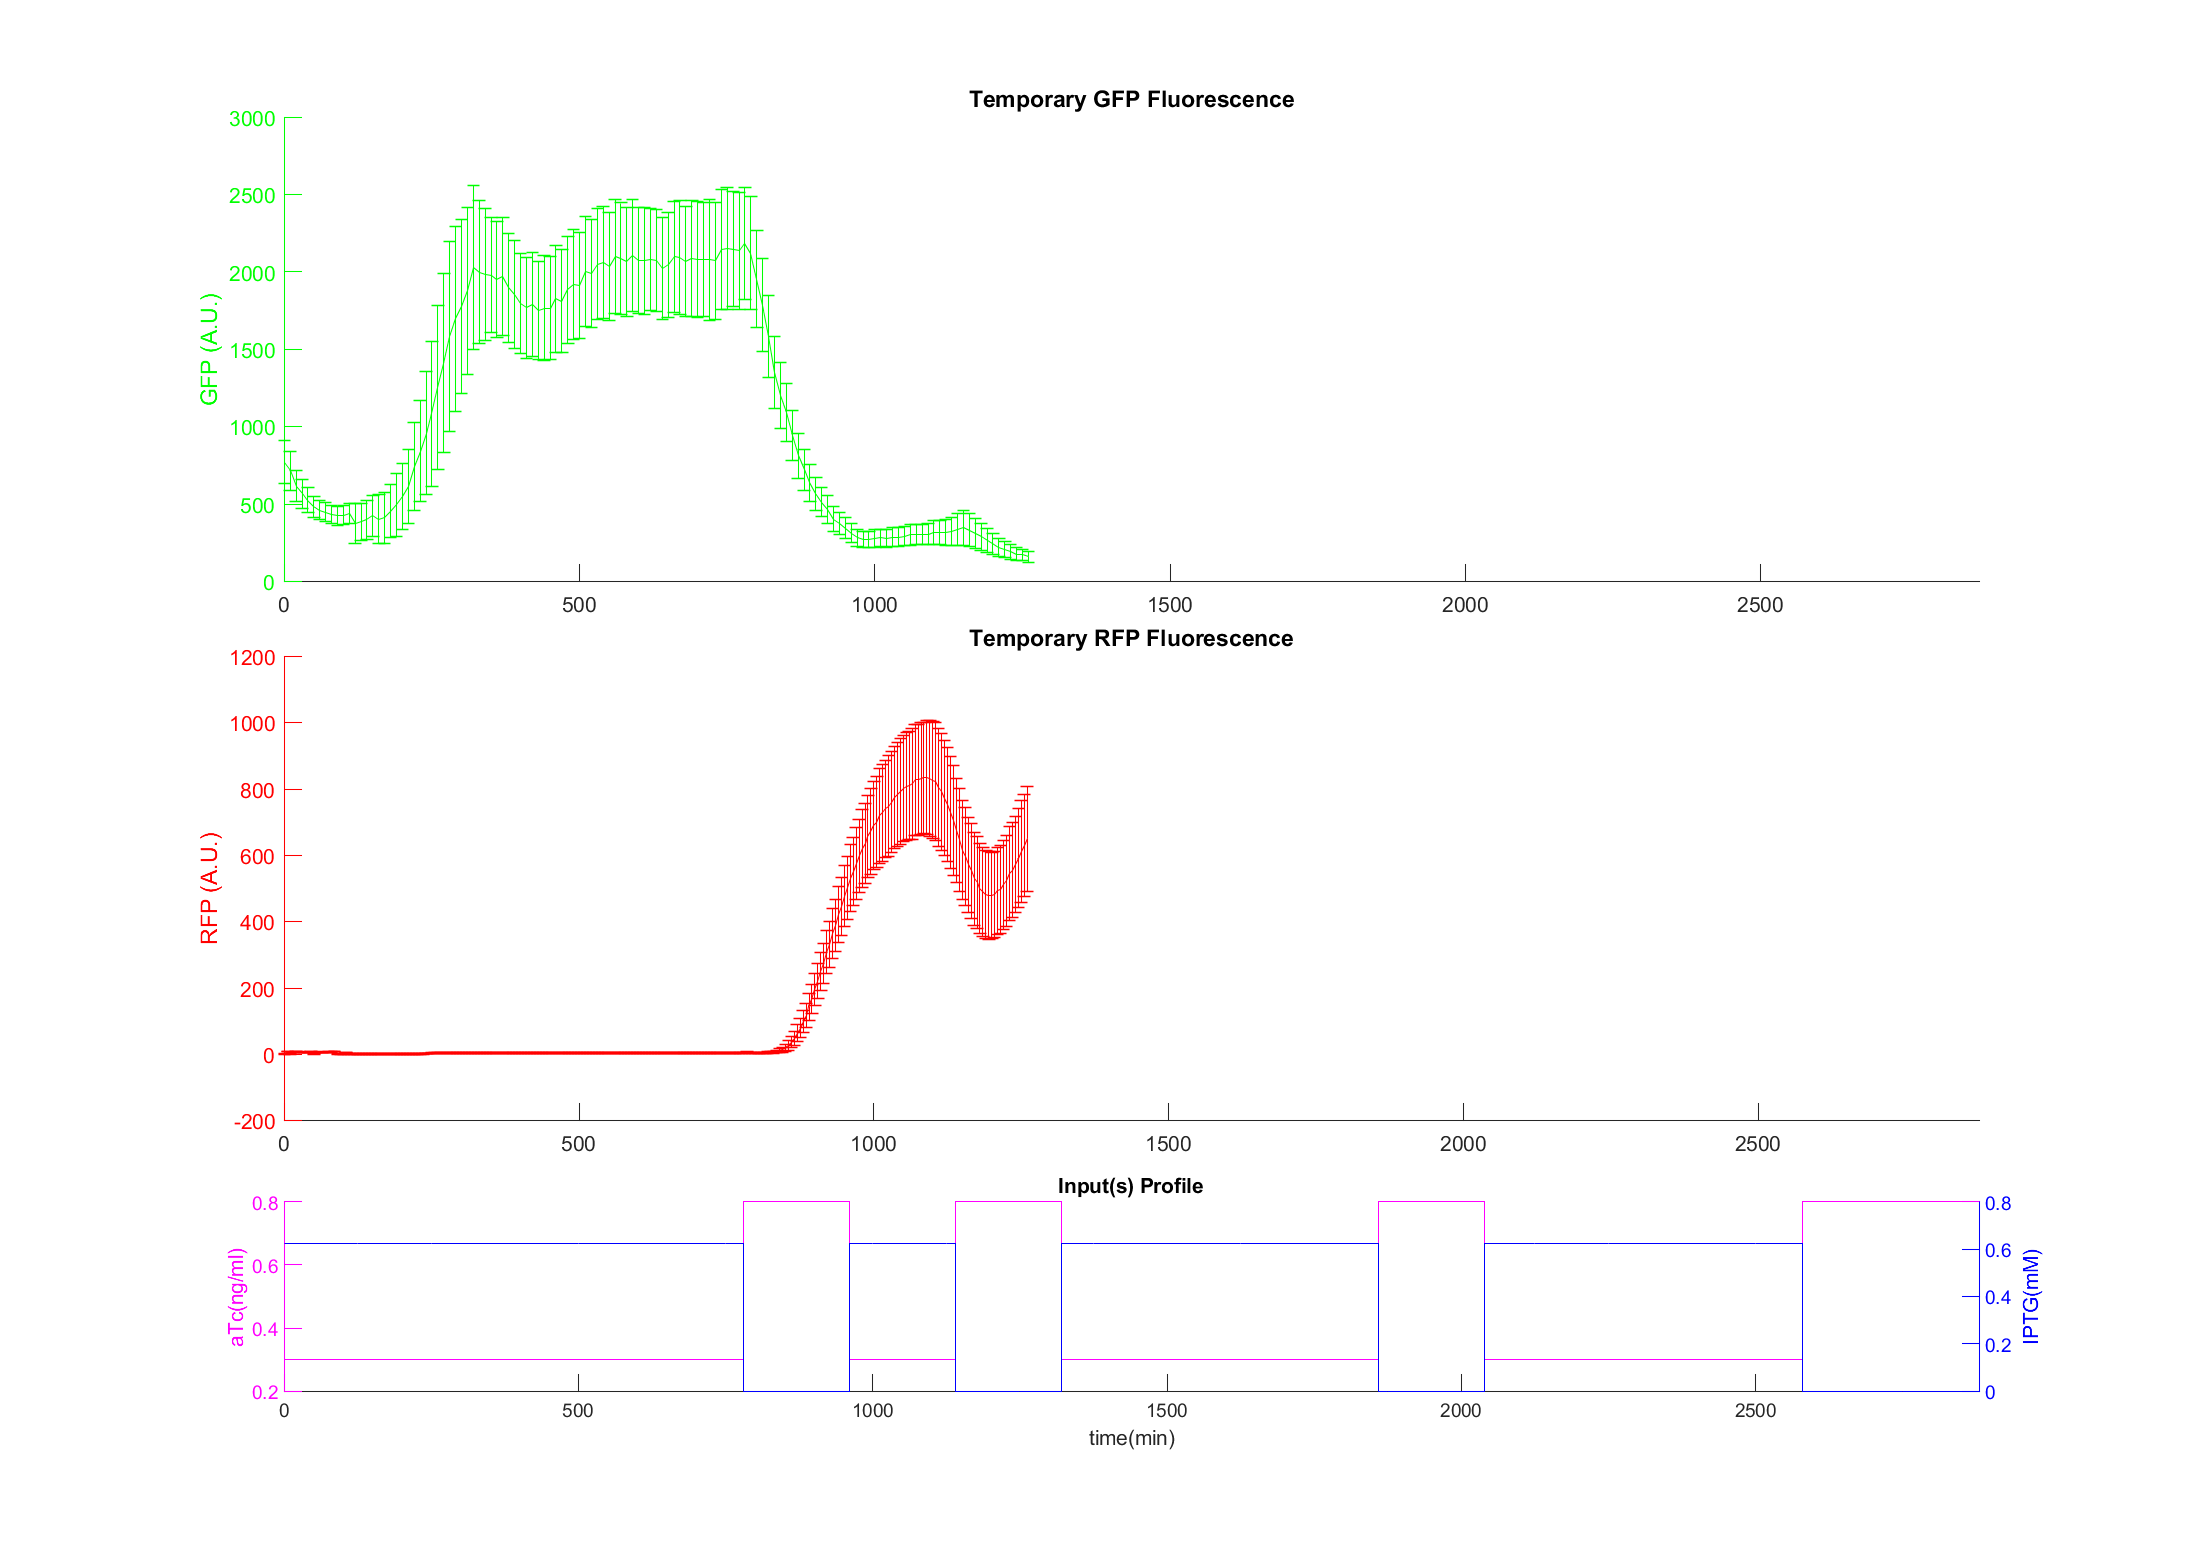 Temporary GFP Fluorescence
3000
2500
2000
1500
1000
500
0
GFP (A.U.)
0 500 1000 1500 2000 2500
Temporary RFP Fluorescence
1200
1000
800
600
400
200
0
-200
RFP (A.U.)
0 500 1000 1500 2000 2500
Input(s) Profile
0.8
0.6
0.4
0.2
aTc(ng/ml)
0.8
0.6
0.4
0.2
0
IPTG(mM)
0 500 1000 1500 2000 2500
time(min)